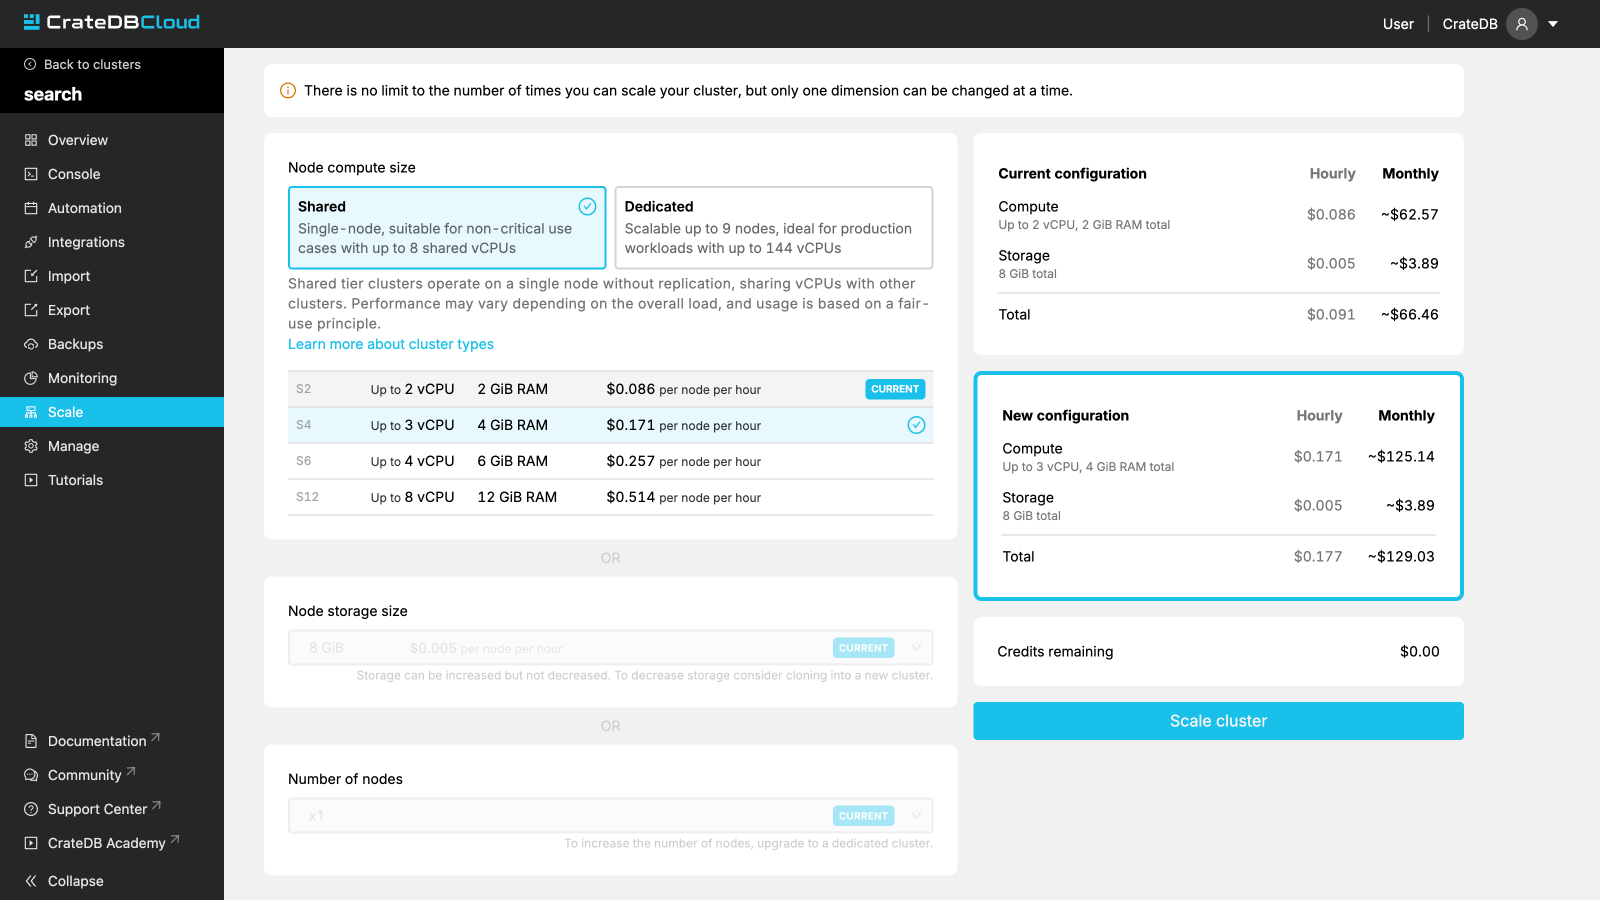 CrateDBCloud
User
CrateDB
Back to clusters
search
Overview
Console
Automation
Integrations
Import
Export
Backups
Monitoring
Scale
Manage
Tutorials
Documentation
Community
Support Center
CrateDB Academy
Collapse
There is no limit to the number of times you can scale your cluster, but only one dimension can be changed at a time.
Node compute size
Shared
Single-node, suitable for non-critical use
cases with up to 8 shared vCPUs
Dedicated
Scalable up to 9 nodes, ideal for production
workloads with up to 144 vCPUs
Shared tier clusters operate on a single node without replication, sharing vCPUs with other
clusters. Performance may vary depending on the overall load, and usage is based on a fair-
use principle.
Learn more about cluster types
S2 Up to 2 vCPU 2 GiB RAM $0.086 per node per hour CURRENT
S4 Up to 3 vCPU 4 GiB RAM $0.171 per node per hour
S6 Up to 4 vCPU 6 GiB RAM $0.257 per node per hour
S12 Up to 8 vCPU 12 GiB RAM $0.514 per node per hour
OR
Node storage size
8 GiB $0.005 per node per hour CURRENT
Storage can be increased but not decreased. To decrease storage consider cloning into a new cluster.
OR
Number of nodes
x1 CURRENT
To increase the number of nodes, upgrade to a dedicated cluster.
Current configuration Hourly Monthly
Compute
Up to 2 vCPU, 2 GiB RAM total
$0.086 ~$62.57
Storage
8 GiB total
$0.005 ~$3.89
Total $0.091 ~$66.46
New configuration Hourly Monthly
Compute
Up to 3 vCPU, 4 GiB RAM total
$0.171 ~$125.14
Storage
8 GiB total
$0.005 ~$3.89
Total $0.177 ~$129.03
Credits remaining $0.00
Scale cluster